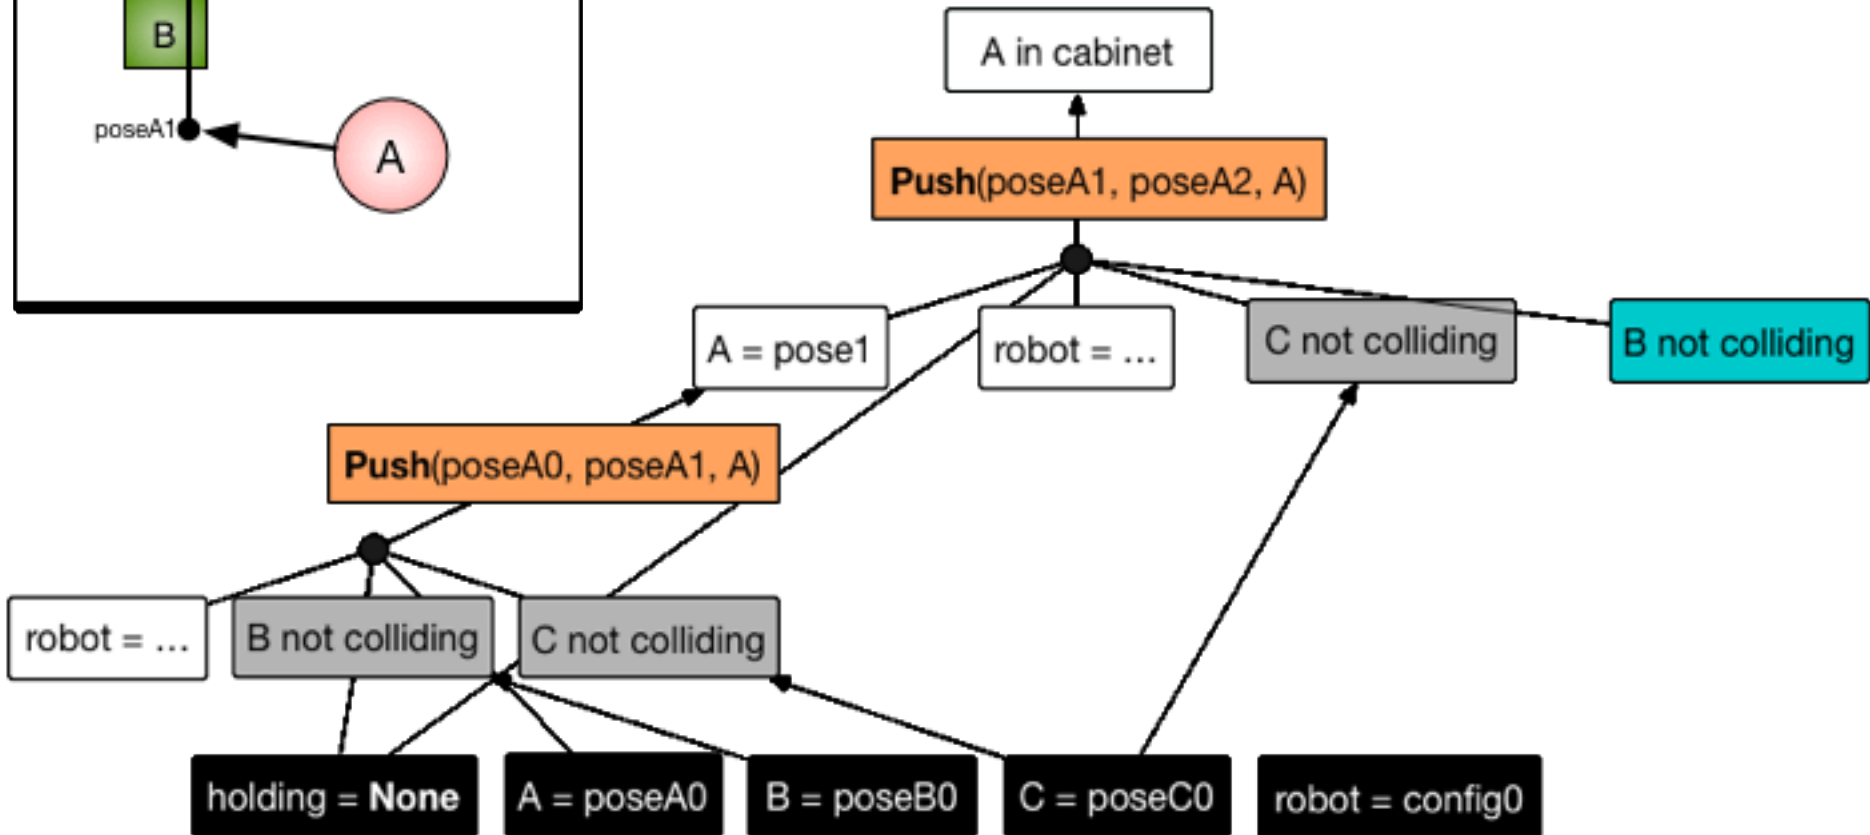 B
poseA1
A
A in cabinet
Push(poseA1, poseA2, A)
A = pose1
robot = ...
C not colliding
B not colliding
Push(poseA0, poseA1, A)
robot = ...
B not colliding
C not colliding
holding = None
A = poseA0
B = poseB0
C = poseC0
robot = config0